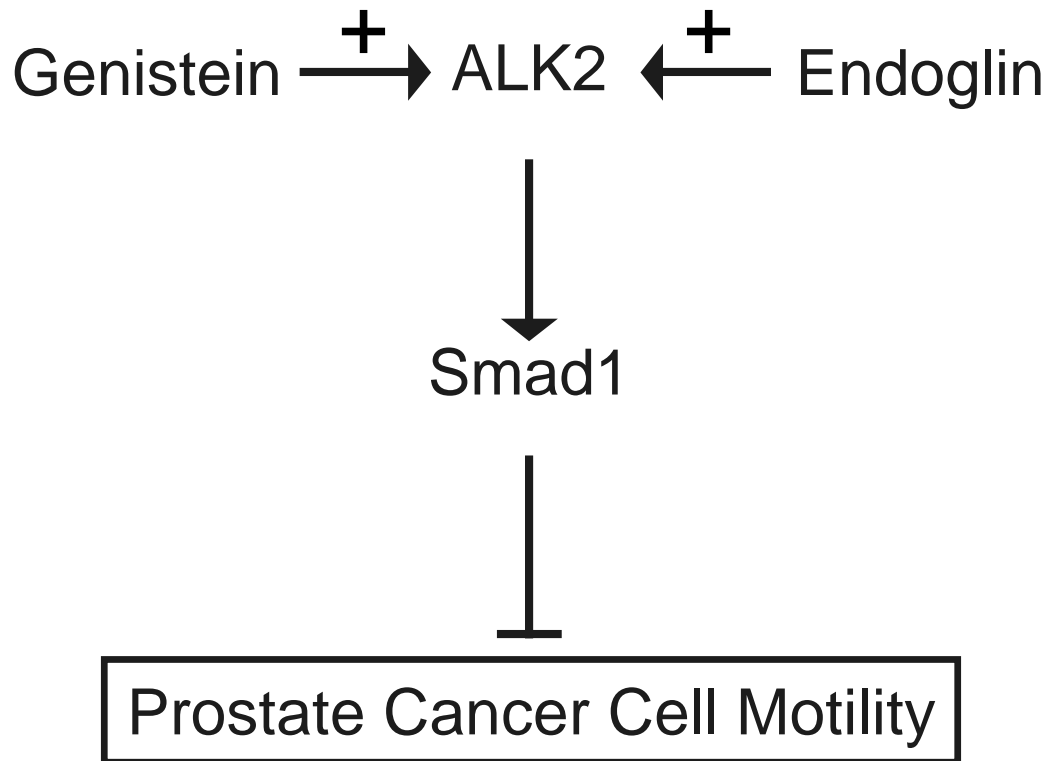 + +
Genistein ALK2 Endoglin
Smad1
Prostate Cancer Cell Motility